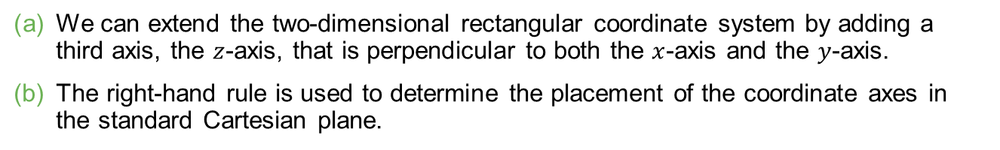 (a) We can extend the two-dimensional rectangular coordinate system by adding a
third axis, the z-axis, that is perpendicular to both the x-axis and the y-axis.
(b) The right-hand rule is used to determine the placement of the coordinate axes in
the standard Cartesian plane.